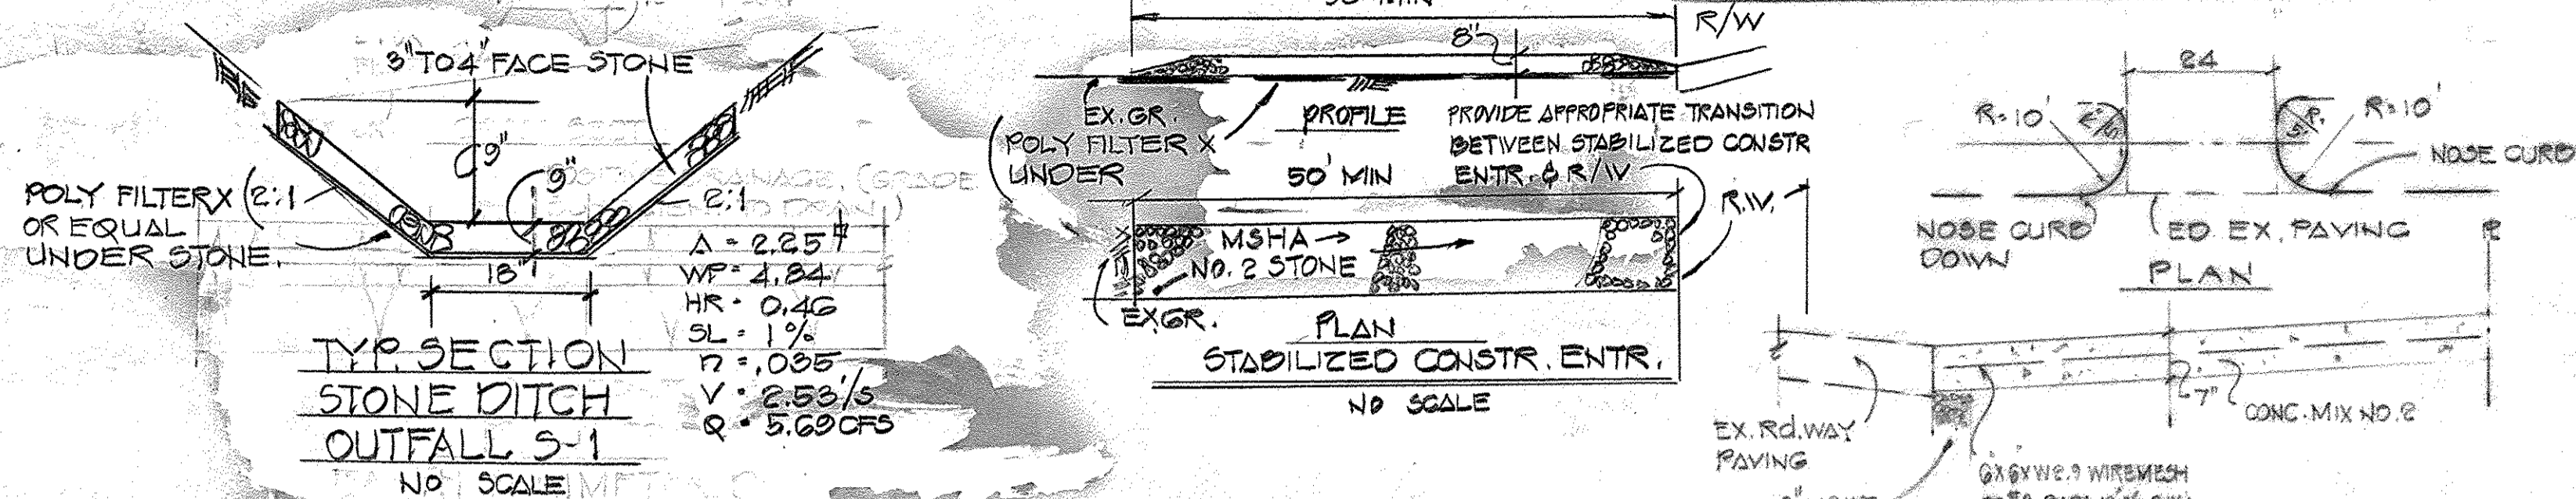 3" TO 4" FACE STONE
9"
9"
POLY FILTER X
OR EQUAL
UNDER STONE.
2:1
2:1
18"
A = 2.25
WP = 4.84
HR = 0.46
SL = 1%
n = .035
V = 2.53'/S
Q = 5.69 CFS
TYP. SECTION
STONE DITCH
OUTFALL S-1
NO SCALE
R/W
8"
EX. GR.
POLY FILTER X
UNDER
PROFILE
PROVIDE APPROPRIATE TRANSITION
BETWEEN STABILIZED CONSTR
ENTR. & R/W
50' MIN
R.W.
MSHA
NO. 2 STONE
EX.GR.
PLAN
STABILIZED CONSTR. ENTR.
NO SCALE
24
R=10'
R=10'
NOSE CURB
NOSE CURB
DOWN
ED EX. PAVING
PLAN
7"
CONC. MIX NO. 2
EX. Rd.WAY
PAVING
6X6XW2.9 WIREMESH